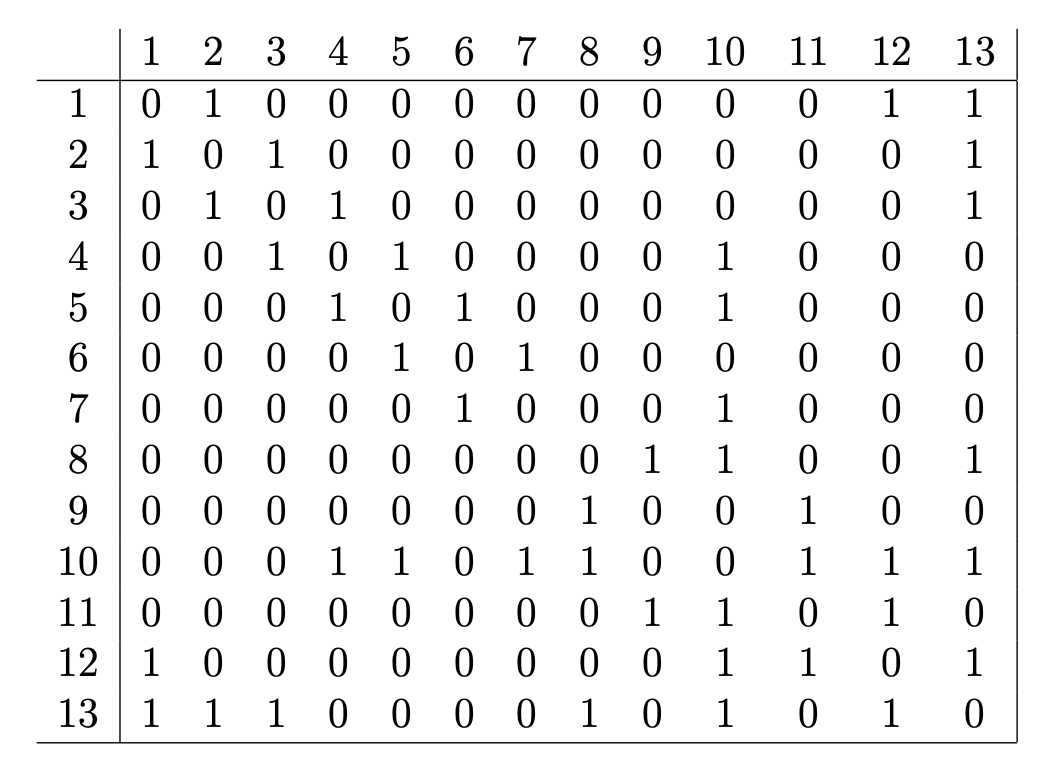 1 2 3 4 5 6 7 8 9 10 11 12 13
1 0 1 0 0 0 0 0 0 0 0 0 1 1
2 1 0 1 0 0 0 0 0 0 0 0 0 1
3 0 1 0 1 0 0 0 0 0 0 0 0 1
4 0 0 1 0 1 0 0 0 0 1 0 0 0
5 0 0 0 1 0 1 0 0 0 1 0 0 0
6 0 0 0 0 1 0 1 0 0 0 0 0 0
7 0 0 0 0 0 1 0 0 0 1 0 0 0
8 0 0 0 0 0 0 0 0 1 1 0 0 1
9 0 0 0 0 0 0 0 1 0 0 1 0 0
10 0 0 0 1 1 0 1 1 0 0 1 1 1
11 0 0 0 0 0 0 0 0 1 1 0 1 0
12 1 0 0 0 0 0 0 0 0 1 1 0 1
13 1 1 1 0 0 0 0 1 0 1 0 1 0